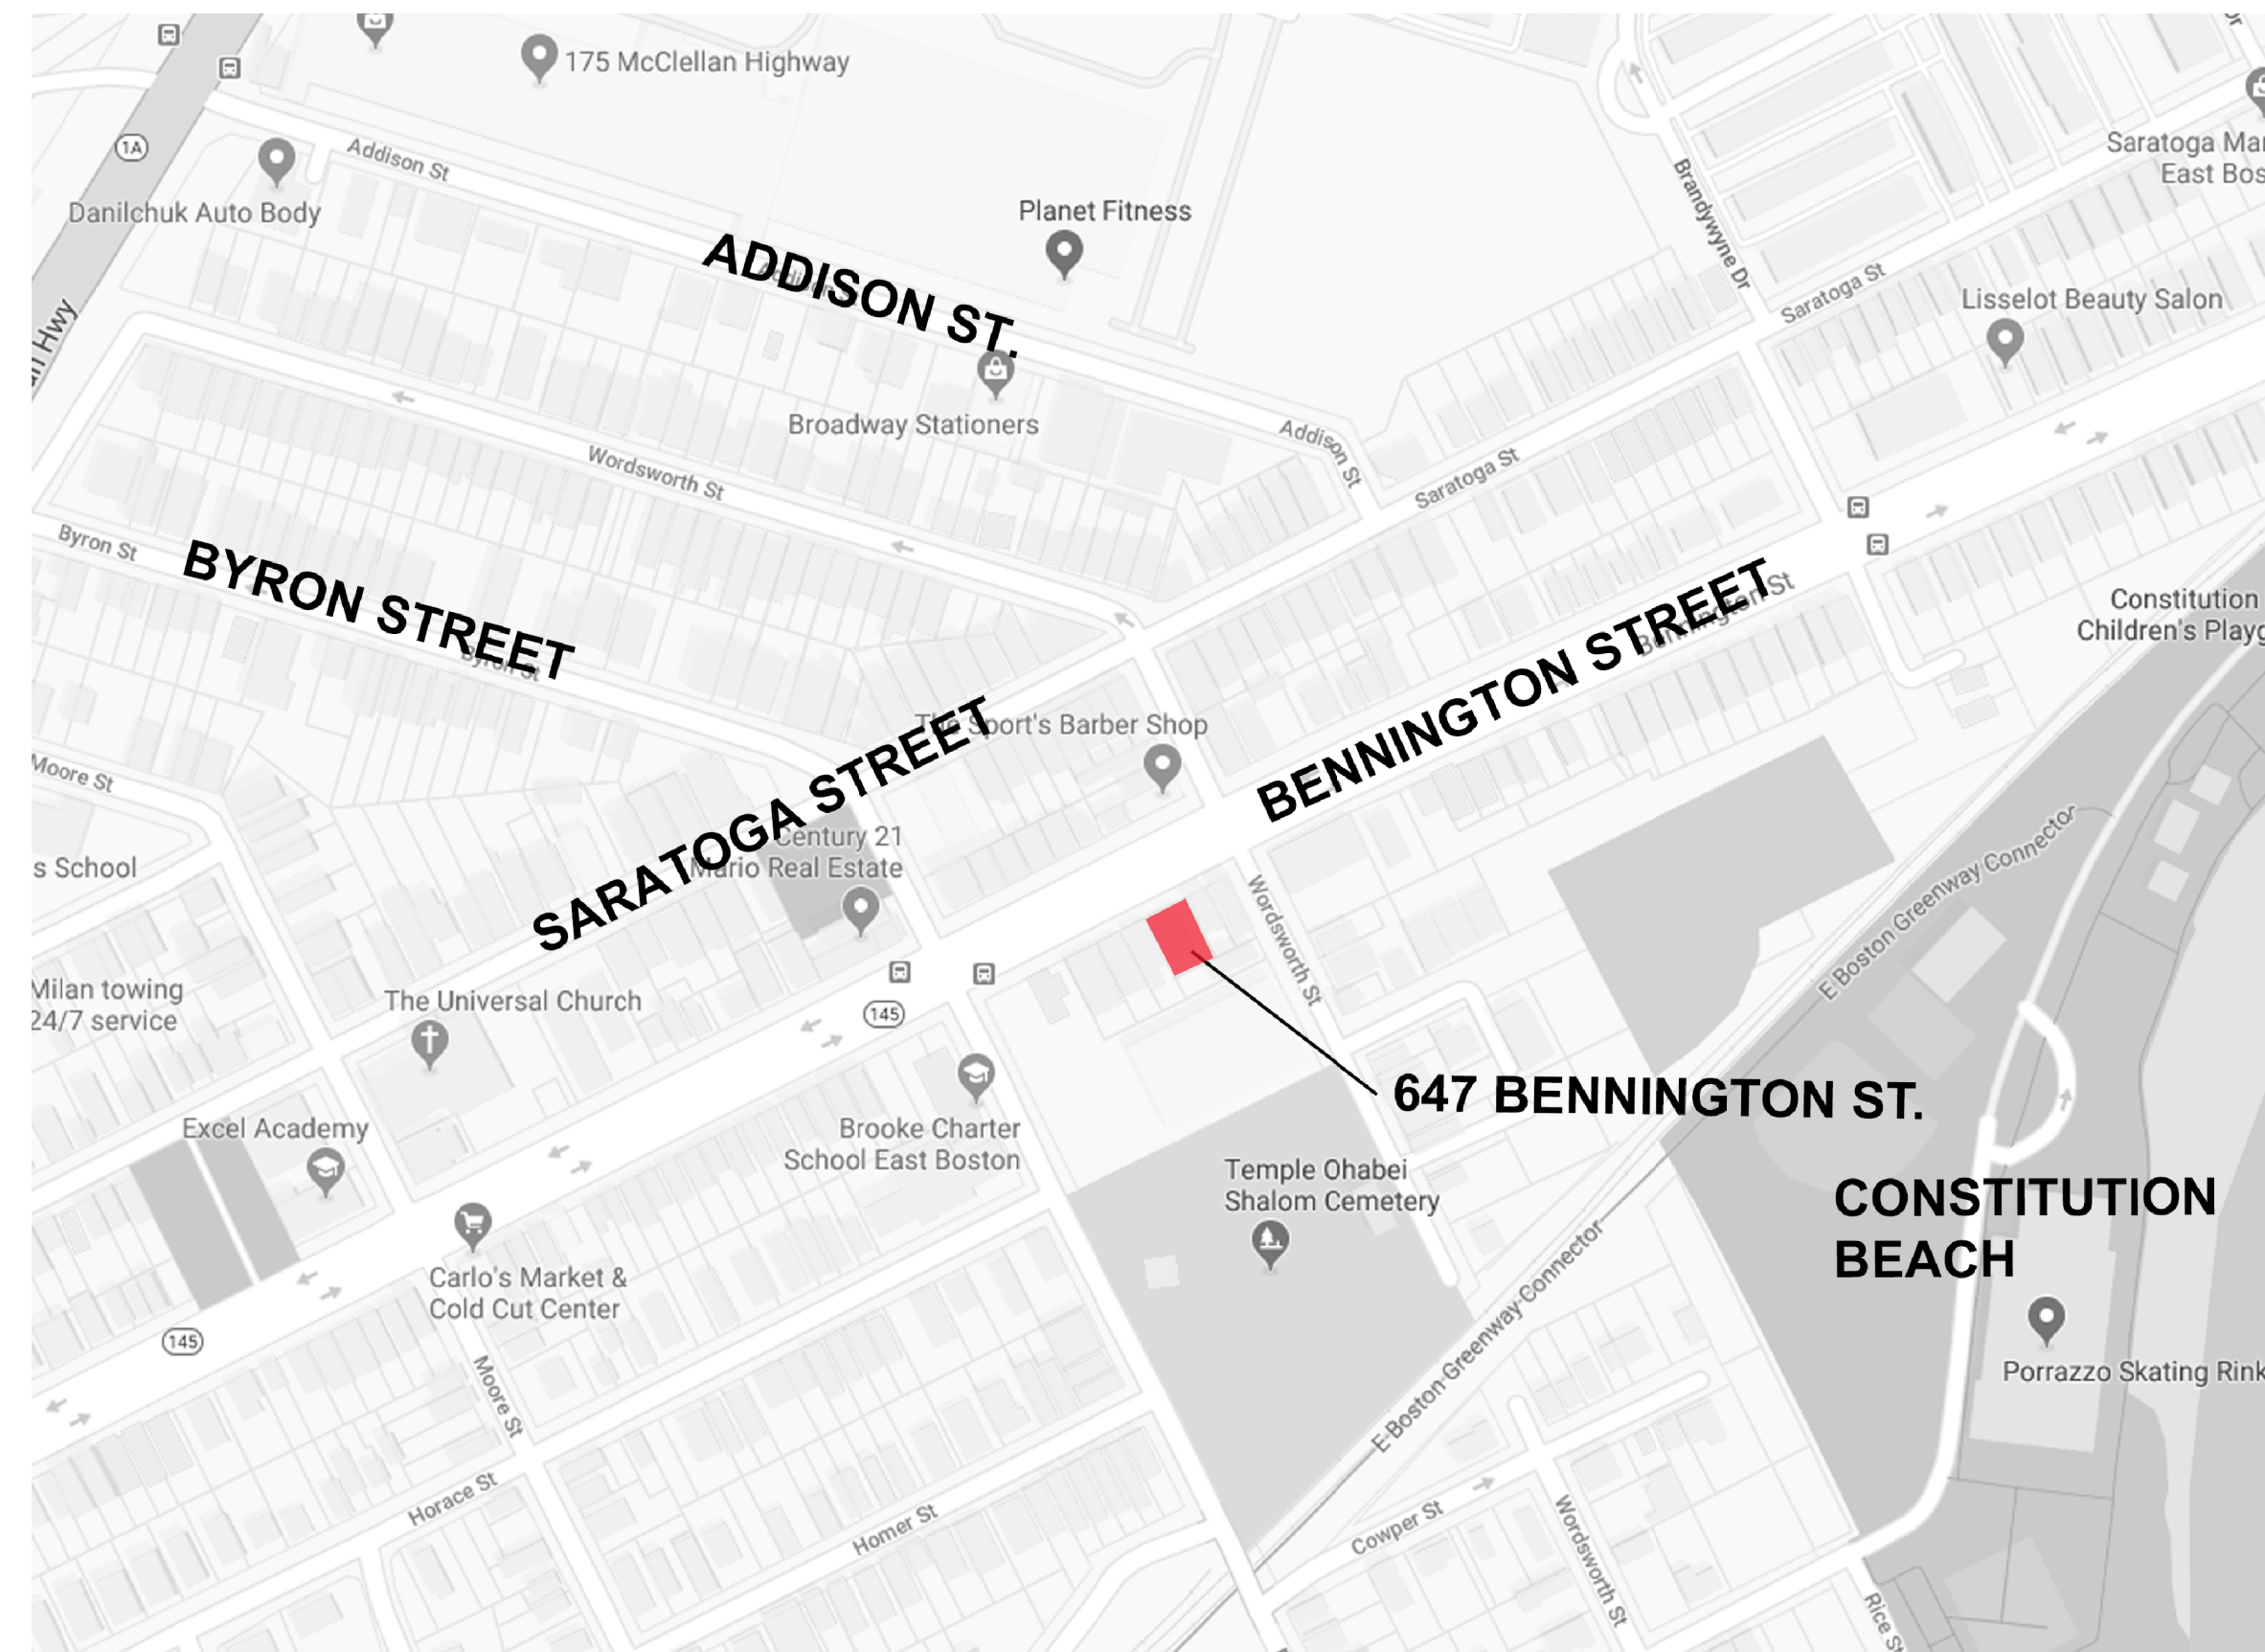 175 McClellan Highway
1A
Addison St
Danilchuk Auto Body
Planet Fitness
Saratoga
East
Brandywyne Dr
ADDISON ST.
Saratoga St
Lisselot Beauty Salon
Hwy
Broadway Stationers
Addison St
Wordsworth St
Saratoga St
Byron St
BYRON STREET
Byron St
BENNINGTON STREET
Bennington St
Constitution
Children's
The Sport's Barber Shop
Moore St
SARATOGA STREET
Century 21
Mario Real Estate
s School
E Boston Greenway Connector
Wordsworth St
Milan towing
24/7 service
The Universal Church
145
647 BENNINGTON ST.
Excel Academy
Brooke Charter
School East Boston
Temple Ohabei
Shalom Cemetery
CONSTITUTION
BEACH
Carlo's Market &
Cold Cut Center
E Boston Greenway Connector
145
Moore St
Porrazzo Skating Rink
Horace St
Homer St
Cowper St
Wordsworth St
Rice St